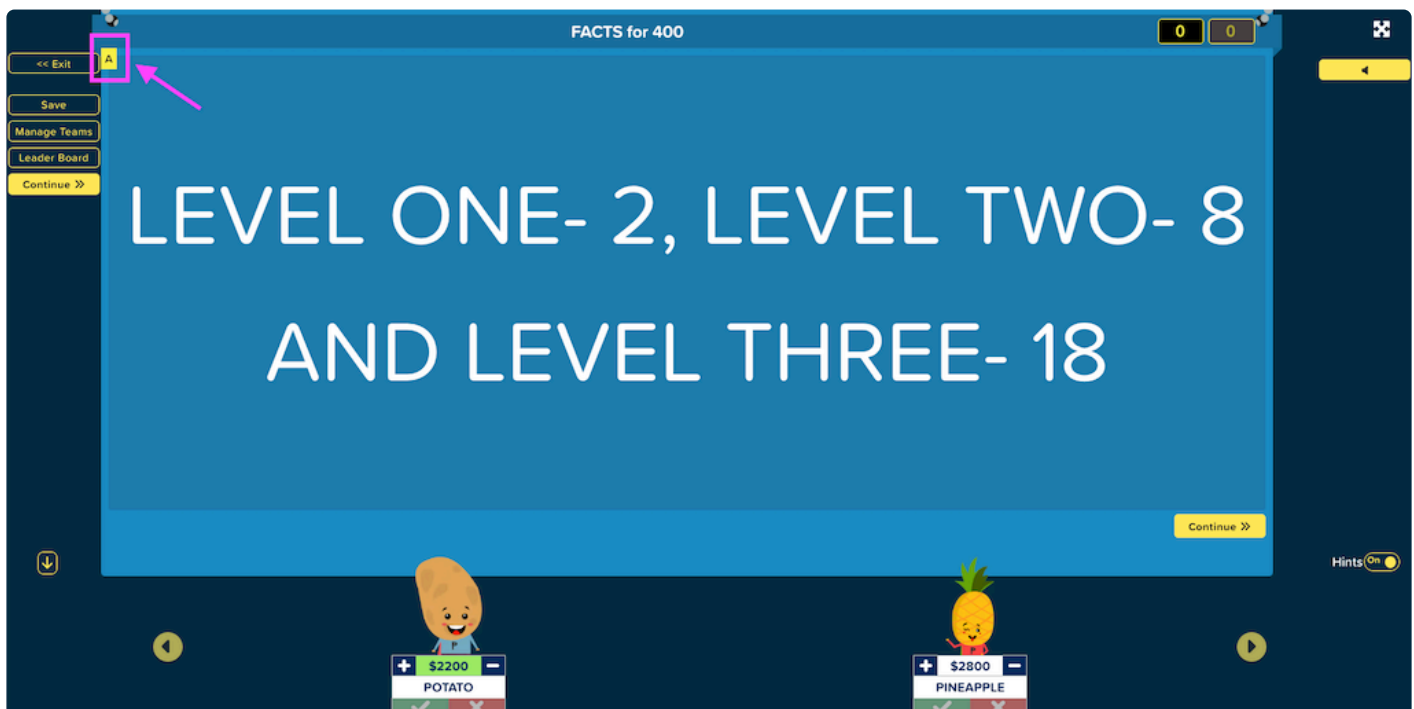 FACTS for 400
0 0
<< Exit
A
Save
Manage Teams
Leader Board
Continue >>
LEVEL ONE- 2, LEVEL TWO- 8
AND LEVEL THREE- 18
Continue >>
Hints On
P
P
+ $2200 −
POTATO
+ $2800 −
PINEAPPLE